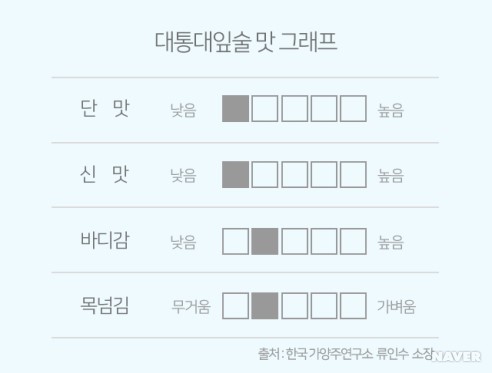 대통대잎술 맛 그래프
단 맛 낮음 높음
신 맛 낮음 높음
바디감 낮음 높음
목넘김 무거움 가벼움
출처 : 한국가양주연구소 류인수 소장
NAVER